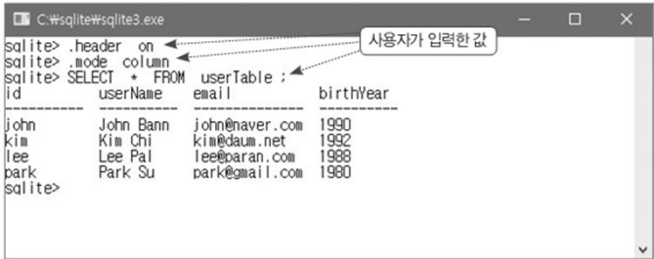 C:₩sqlite₩sqlite3.exe
sqlite> .header on
사용자가 입력한 값
sqlite> .mode column
sqlite> SELECT * FROM userTable ;
id userName email birthYear
---------- ---------- ------------- ----------
john John Bann john@naver.com 1990
kim Kim Chi kim@daum.net 1992
lee Lee Pal lee@paran.com 1988
park Park Su park@gmail.com 1980
sqlite>